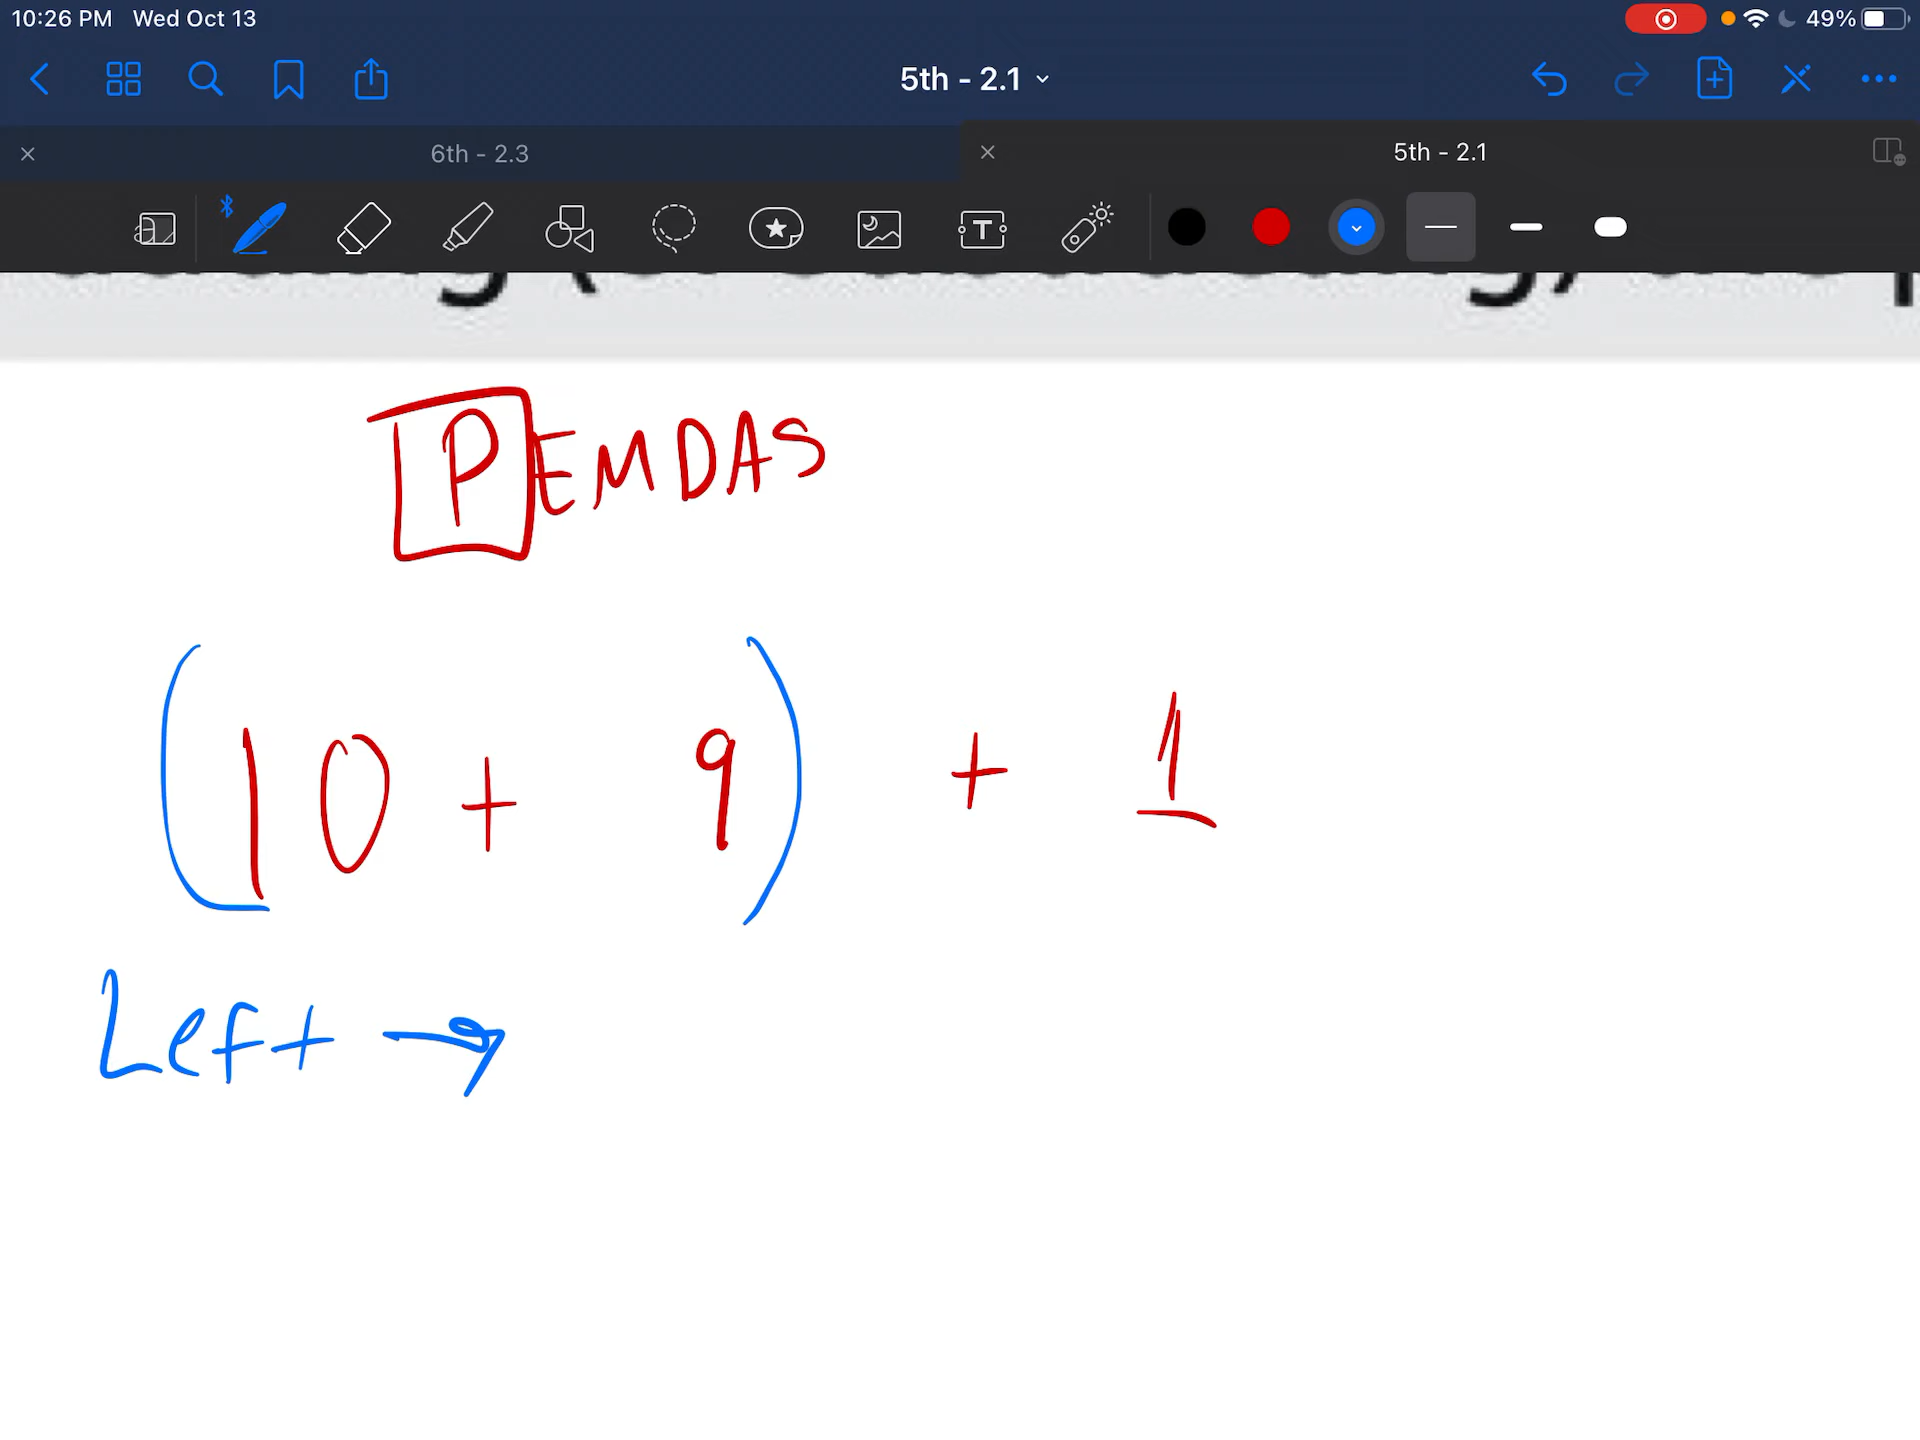 10:26 PM Wed Oct 13 49%
5th - 2.1
6th - 2.3 5th - 2.1
PEMDAS
(10 + 9) + 1
Left →